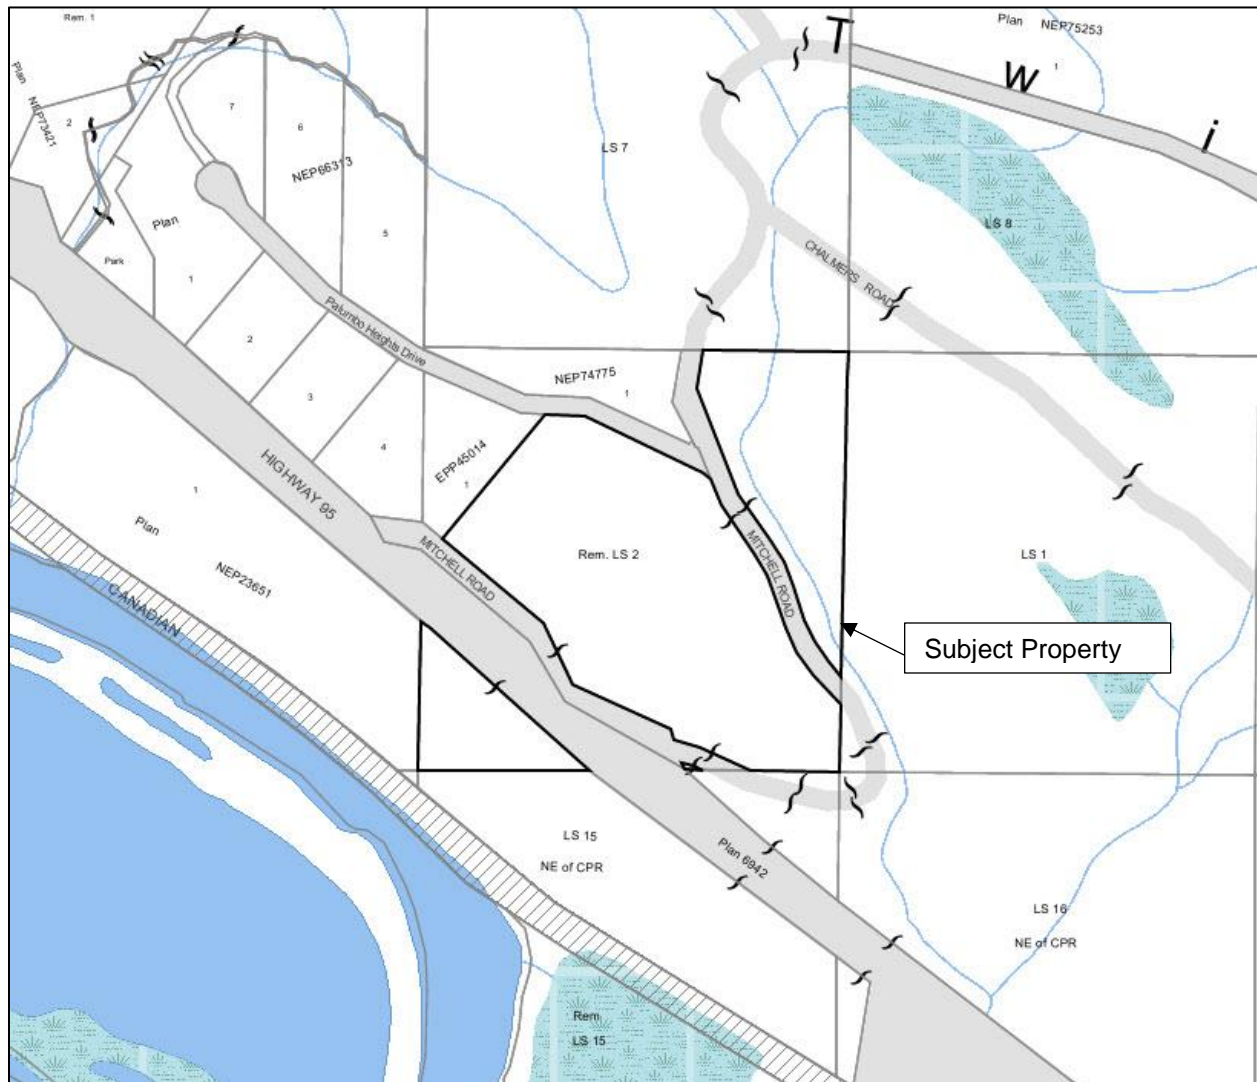 Rem. 1
Plan NEP75253
T
w
i
1
Plan
NEP73421
2
7
6
NEP66313
LS 7
Plan
5
LS 8
Park
1
CHALMERS ROAD
2
Palumbo Heights Drive
3
NEP74775
1
4
EPP45014
1
HIGHWAY 95
1
Plan
NEP23651
MITCHELL ROAD
Rem. LS 2
MITCHELL ROAD
LS 1
CANADIAN
Subject Property
LS 15
NE of CPR
Plan 6942
LS 16
NE of CPR
Rem
LS 15